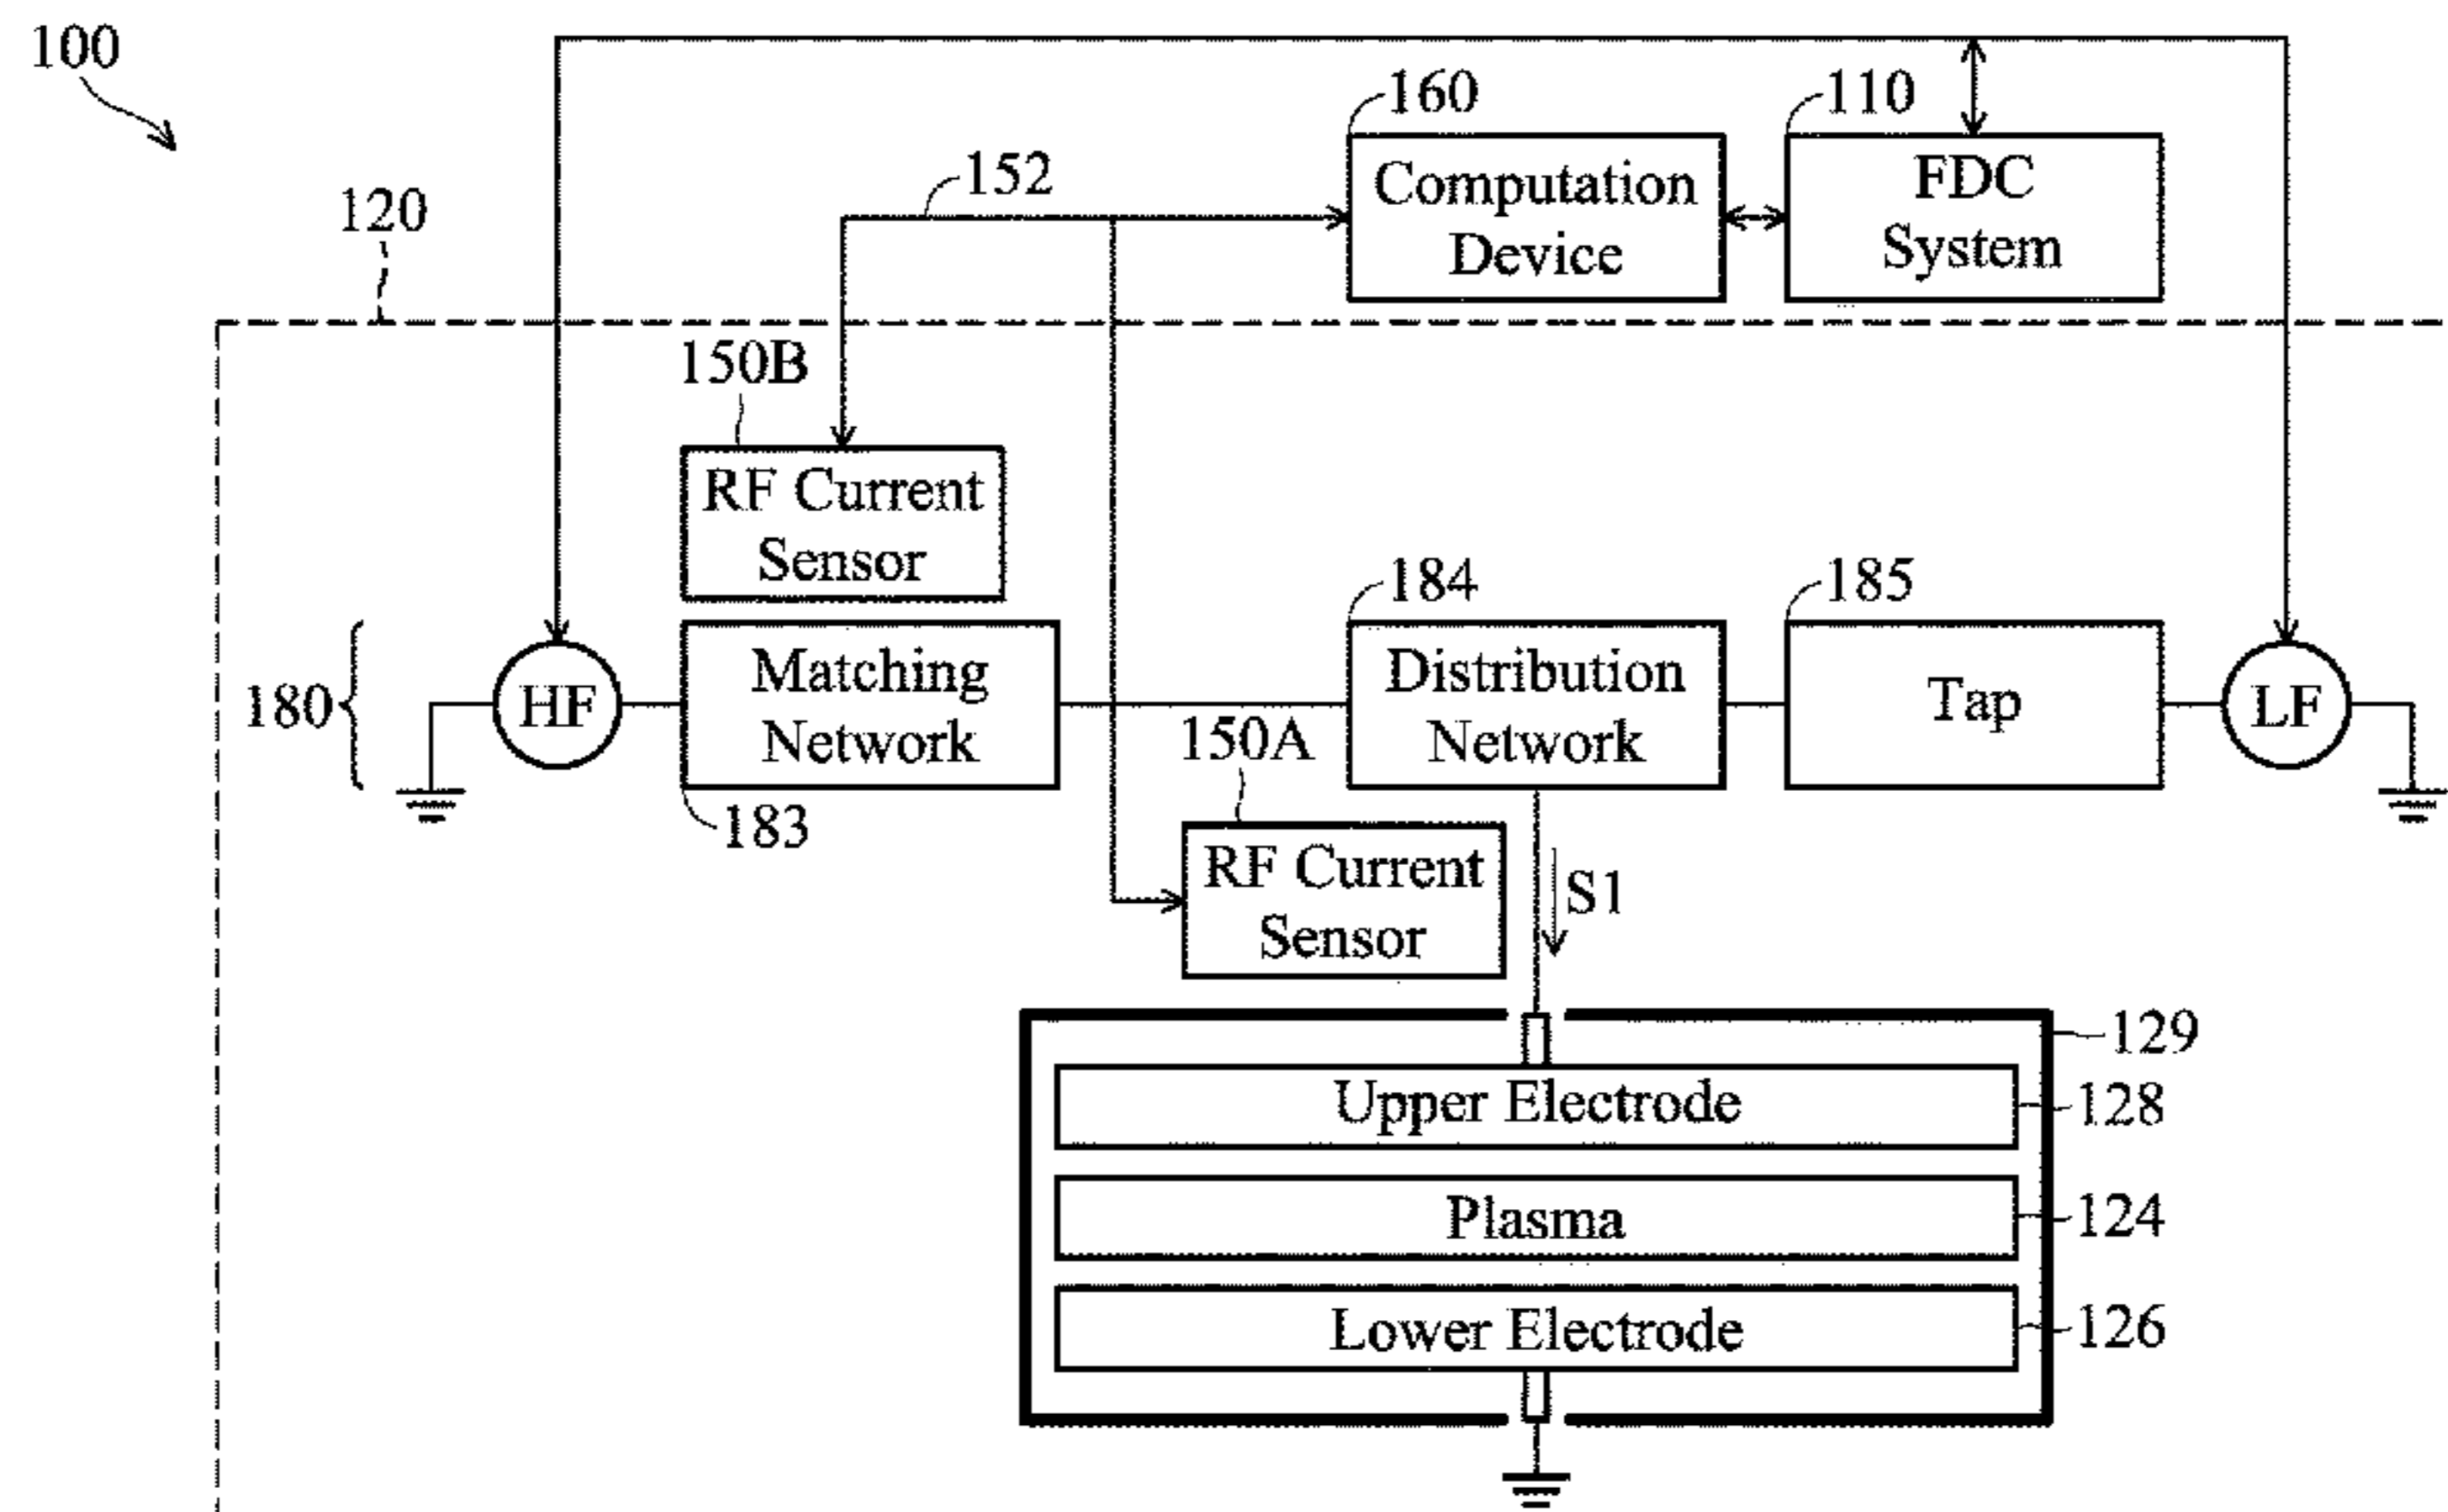 100
160
110
Computation
Device
FDC
System
152
120
150B
RF Current
Sensor
184
185
180
HF
Matching
Network
Distribution
Network
Tap
LF
183
150A
RF Current
Sensor
S1
129
Upper Electrode
128
Plasma
124
Lower Electrode
126